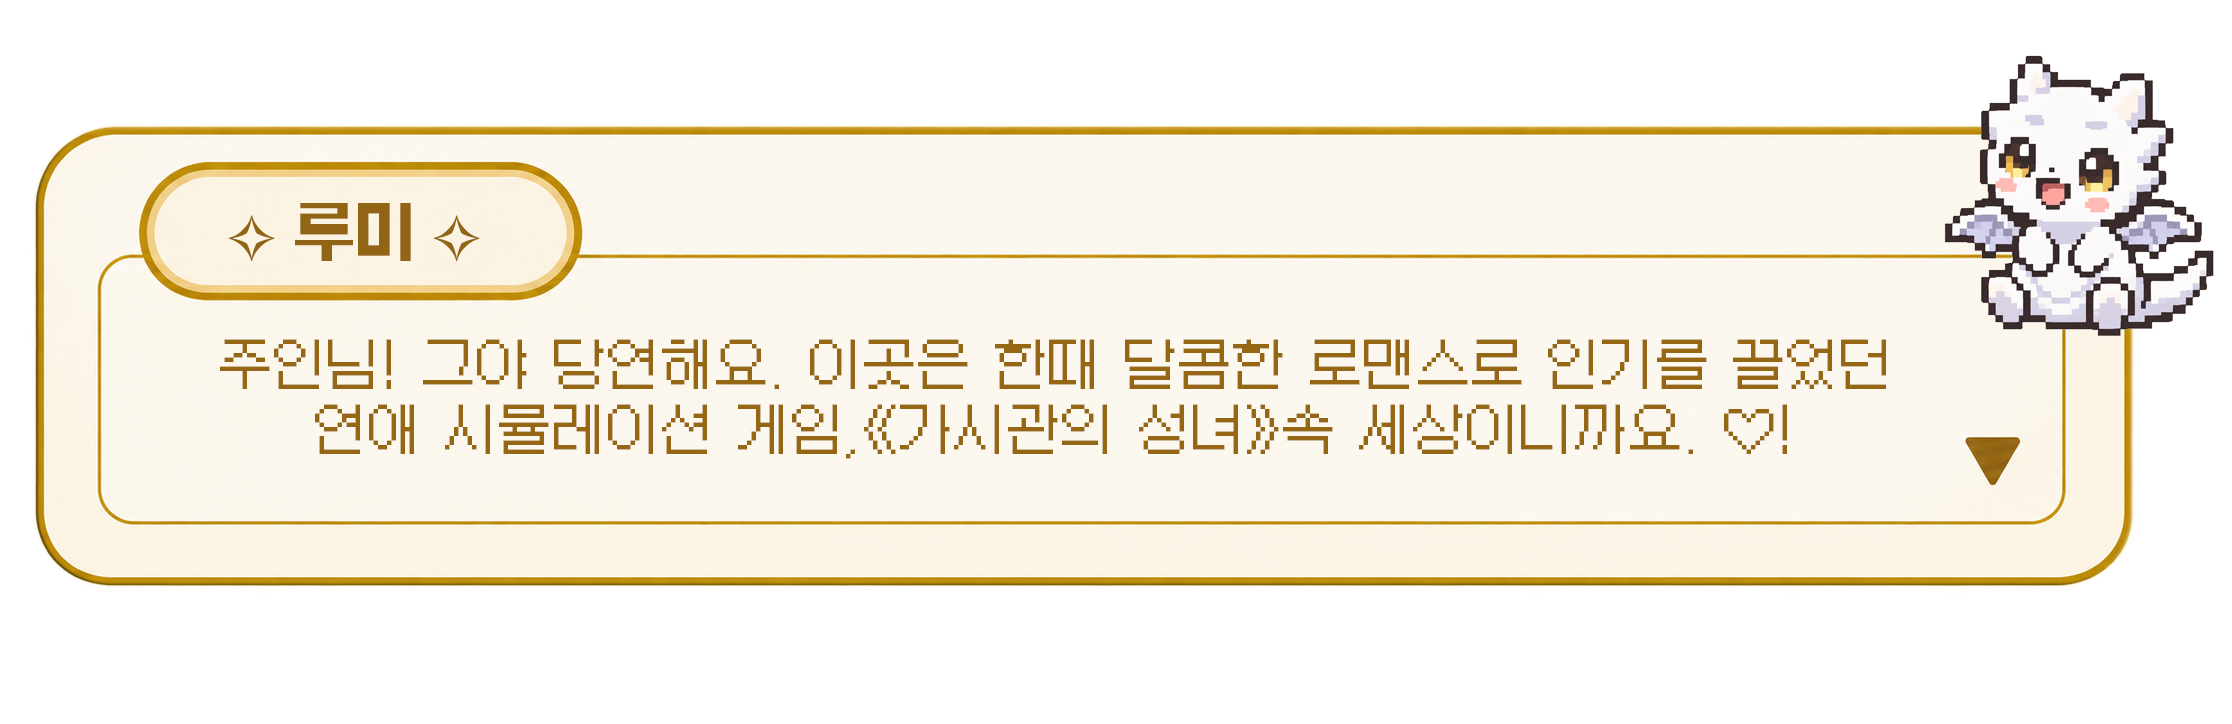 ✧ 루미 ✧
주인님! 그야 당연해요. 이곳은 한때 달콤한 로맨스로 인기를 끌었던
연애 시뮬레이션 게임,《가시관의 성녀》속 세상이니까요. ♡!